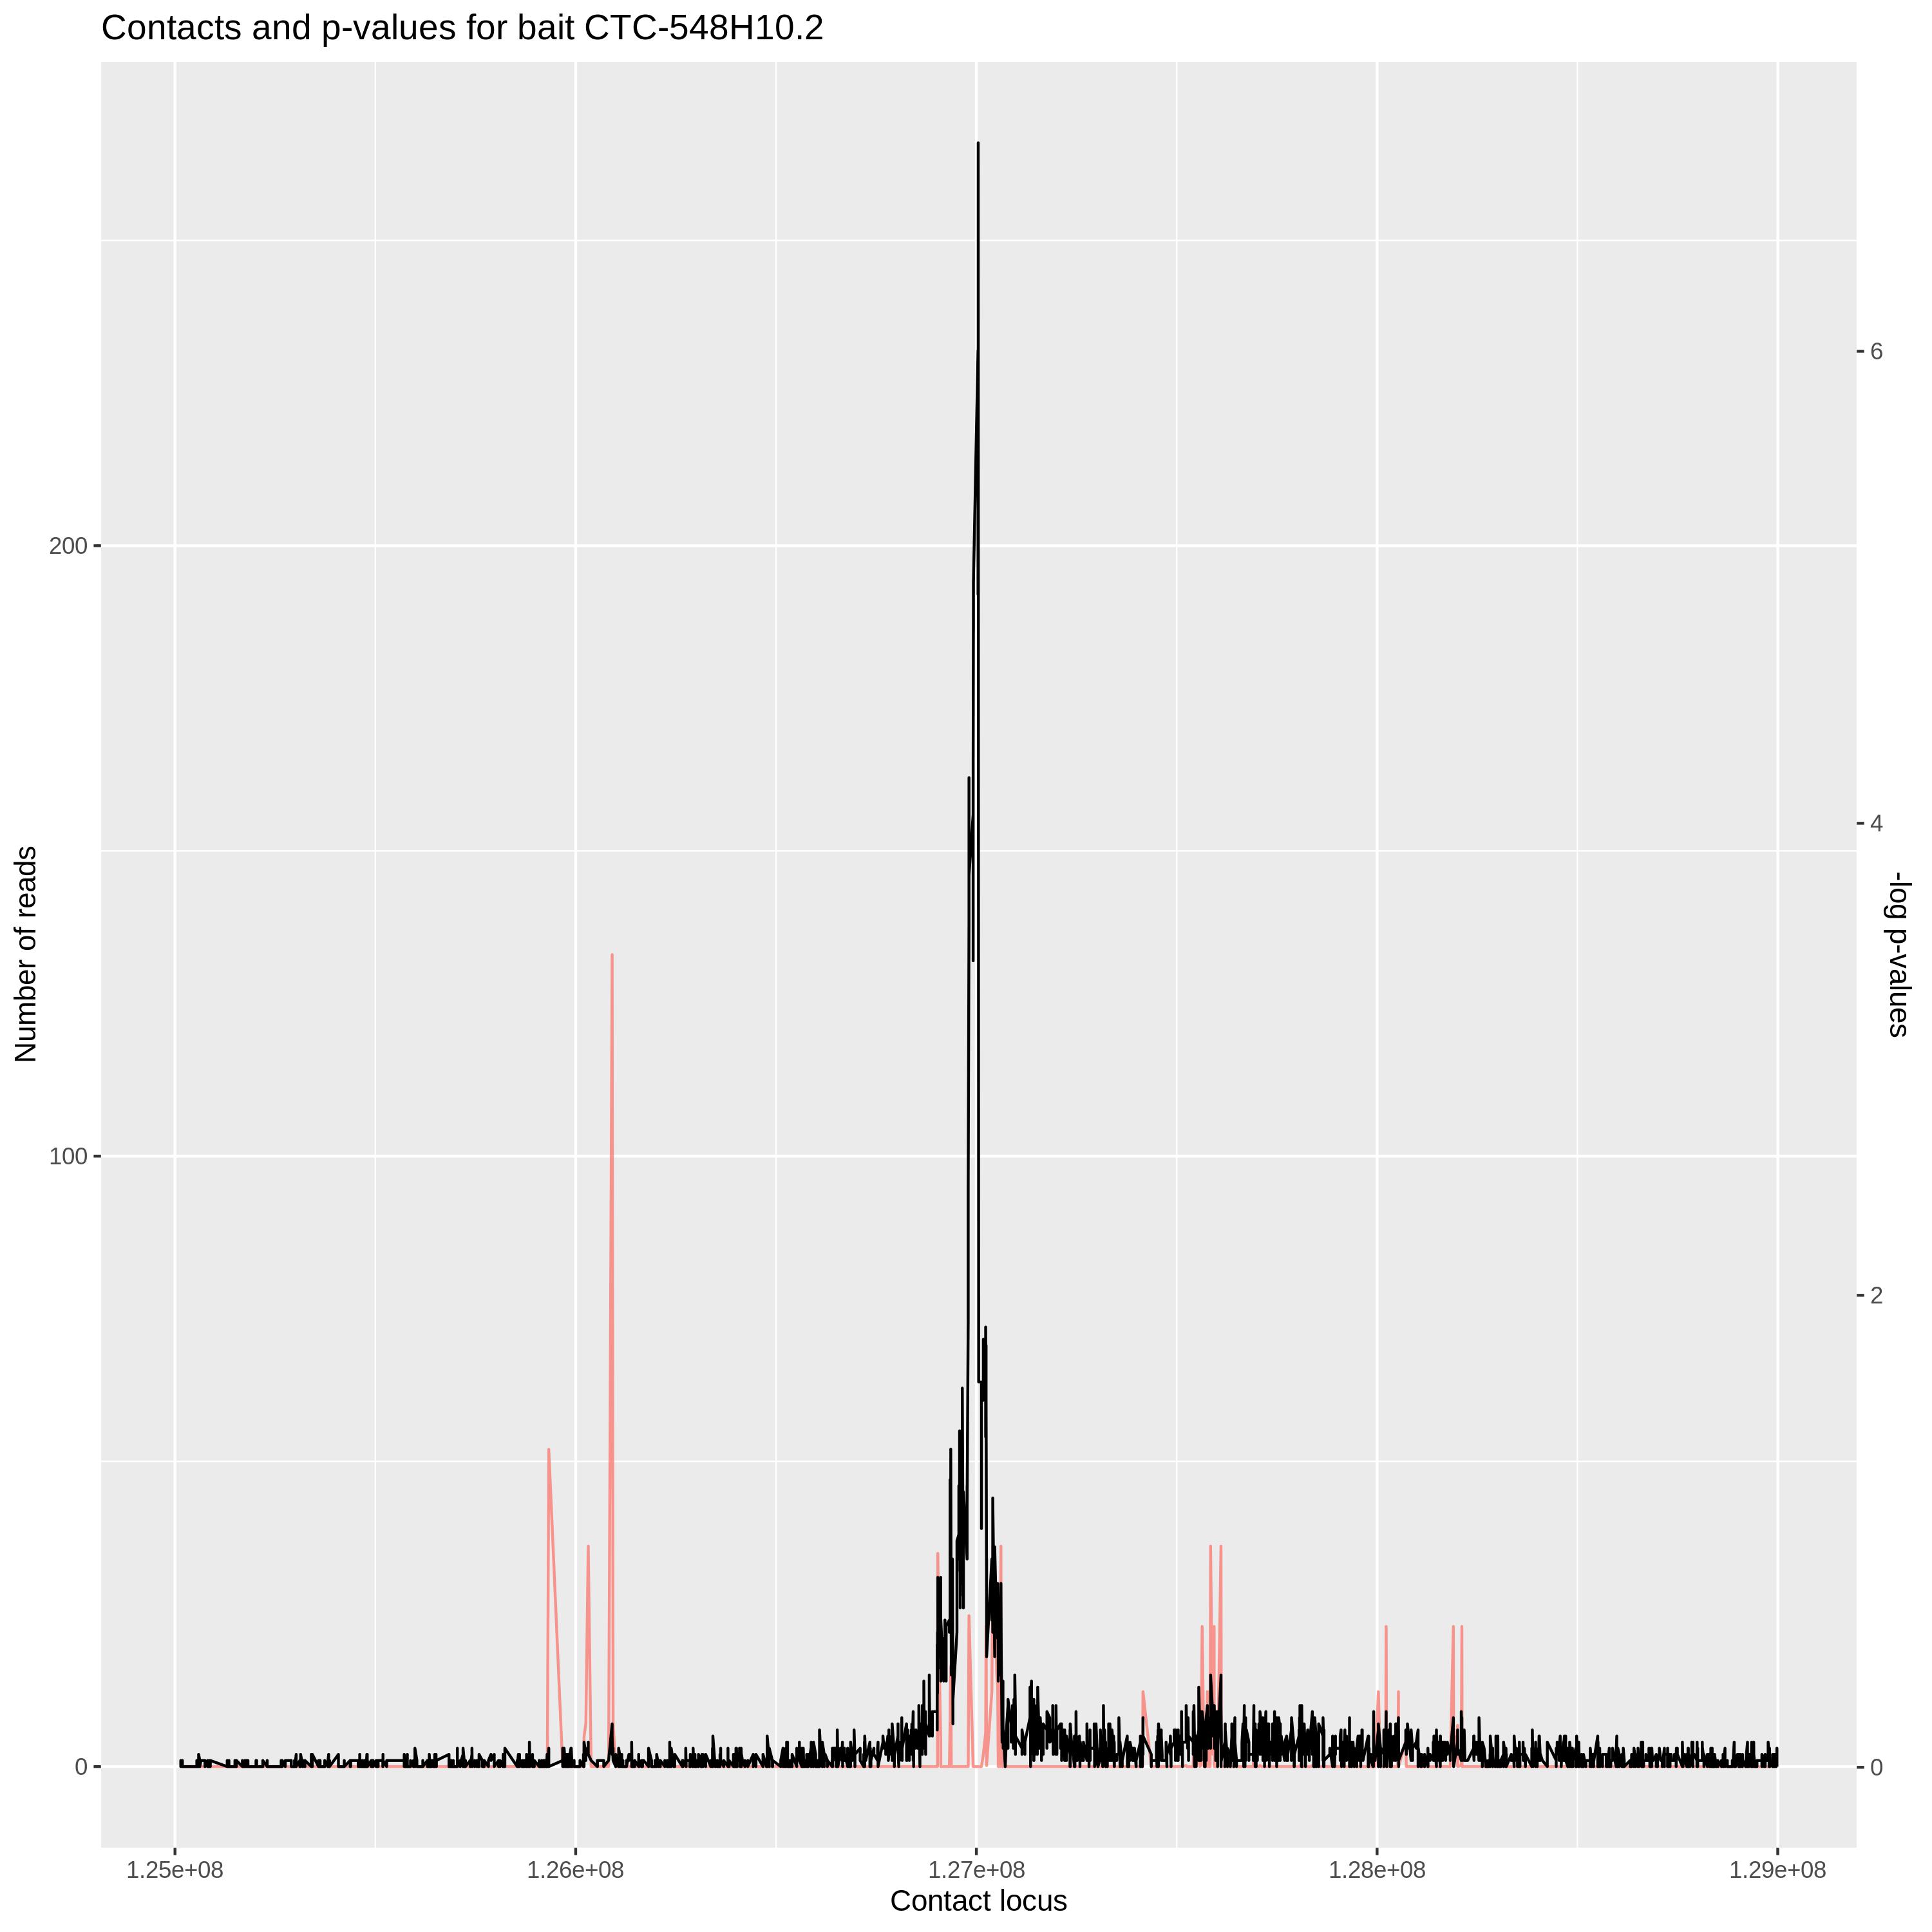 Contacts and p-values for bait CTC-548H10.2
Number of reads
200
100
0
6
4
2
0
-log p-values
1.25e+08 1.26e+08 1.27e+08 1.28e+08 1.29e+08
Contact locus